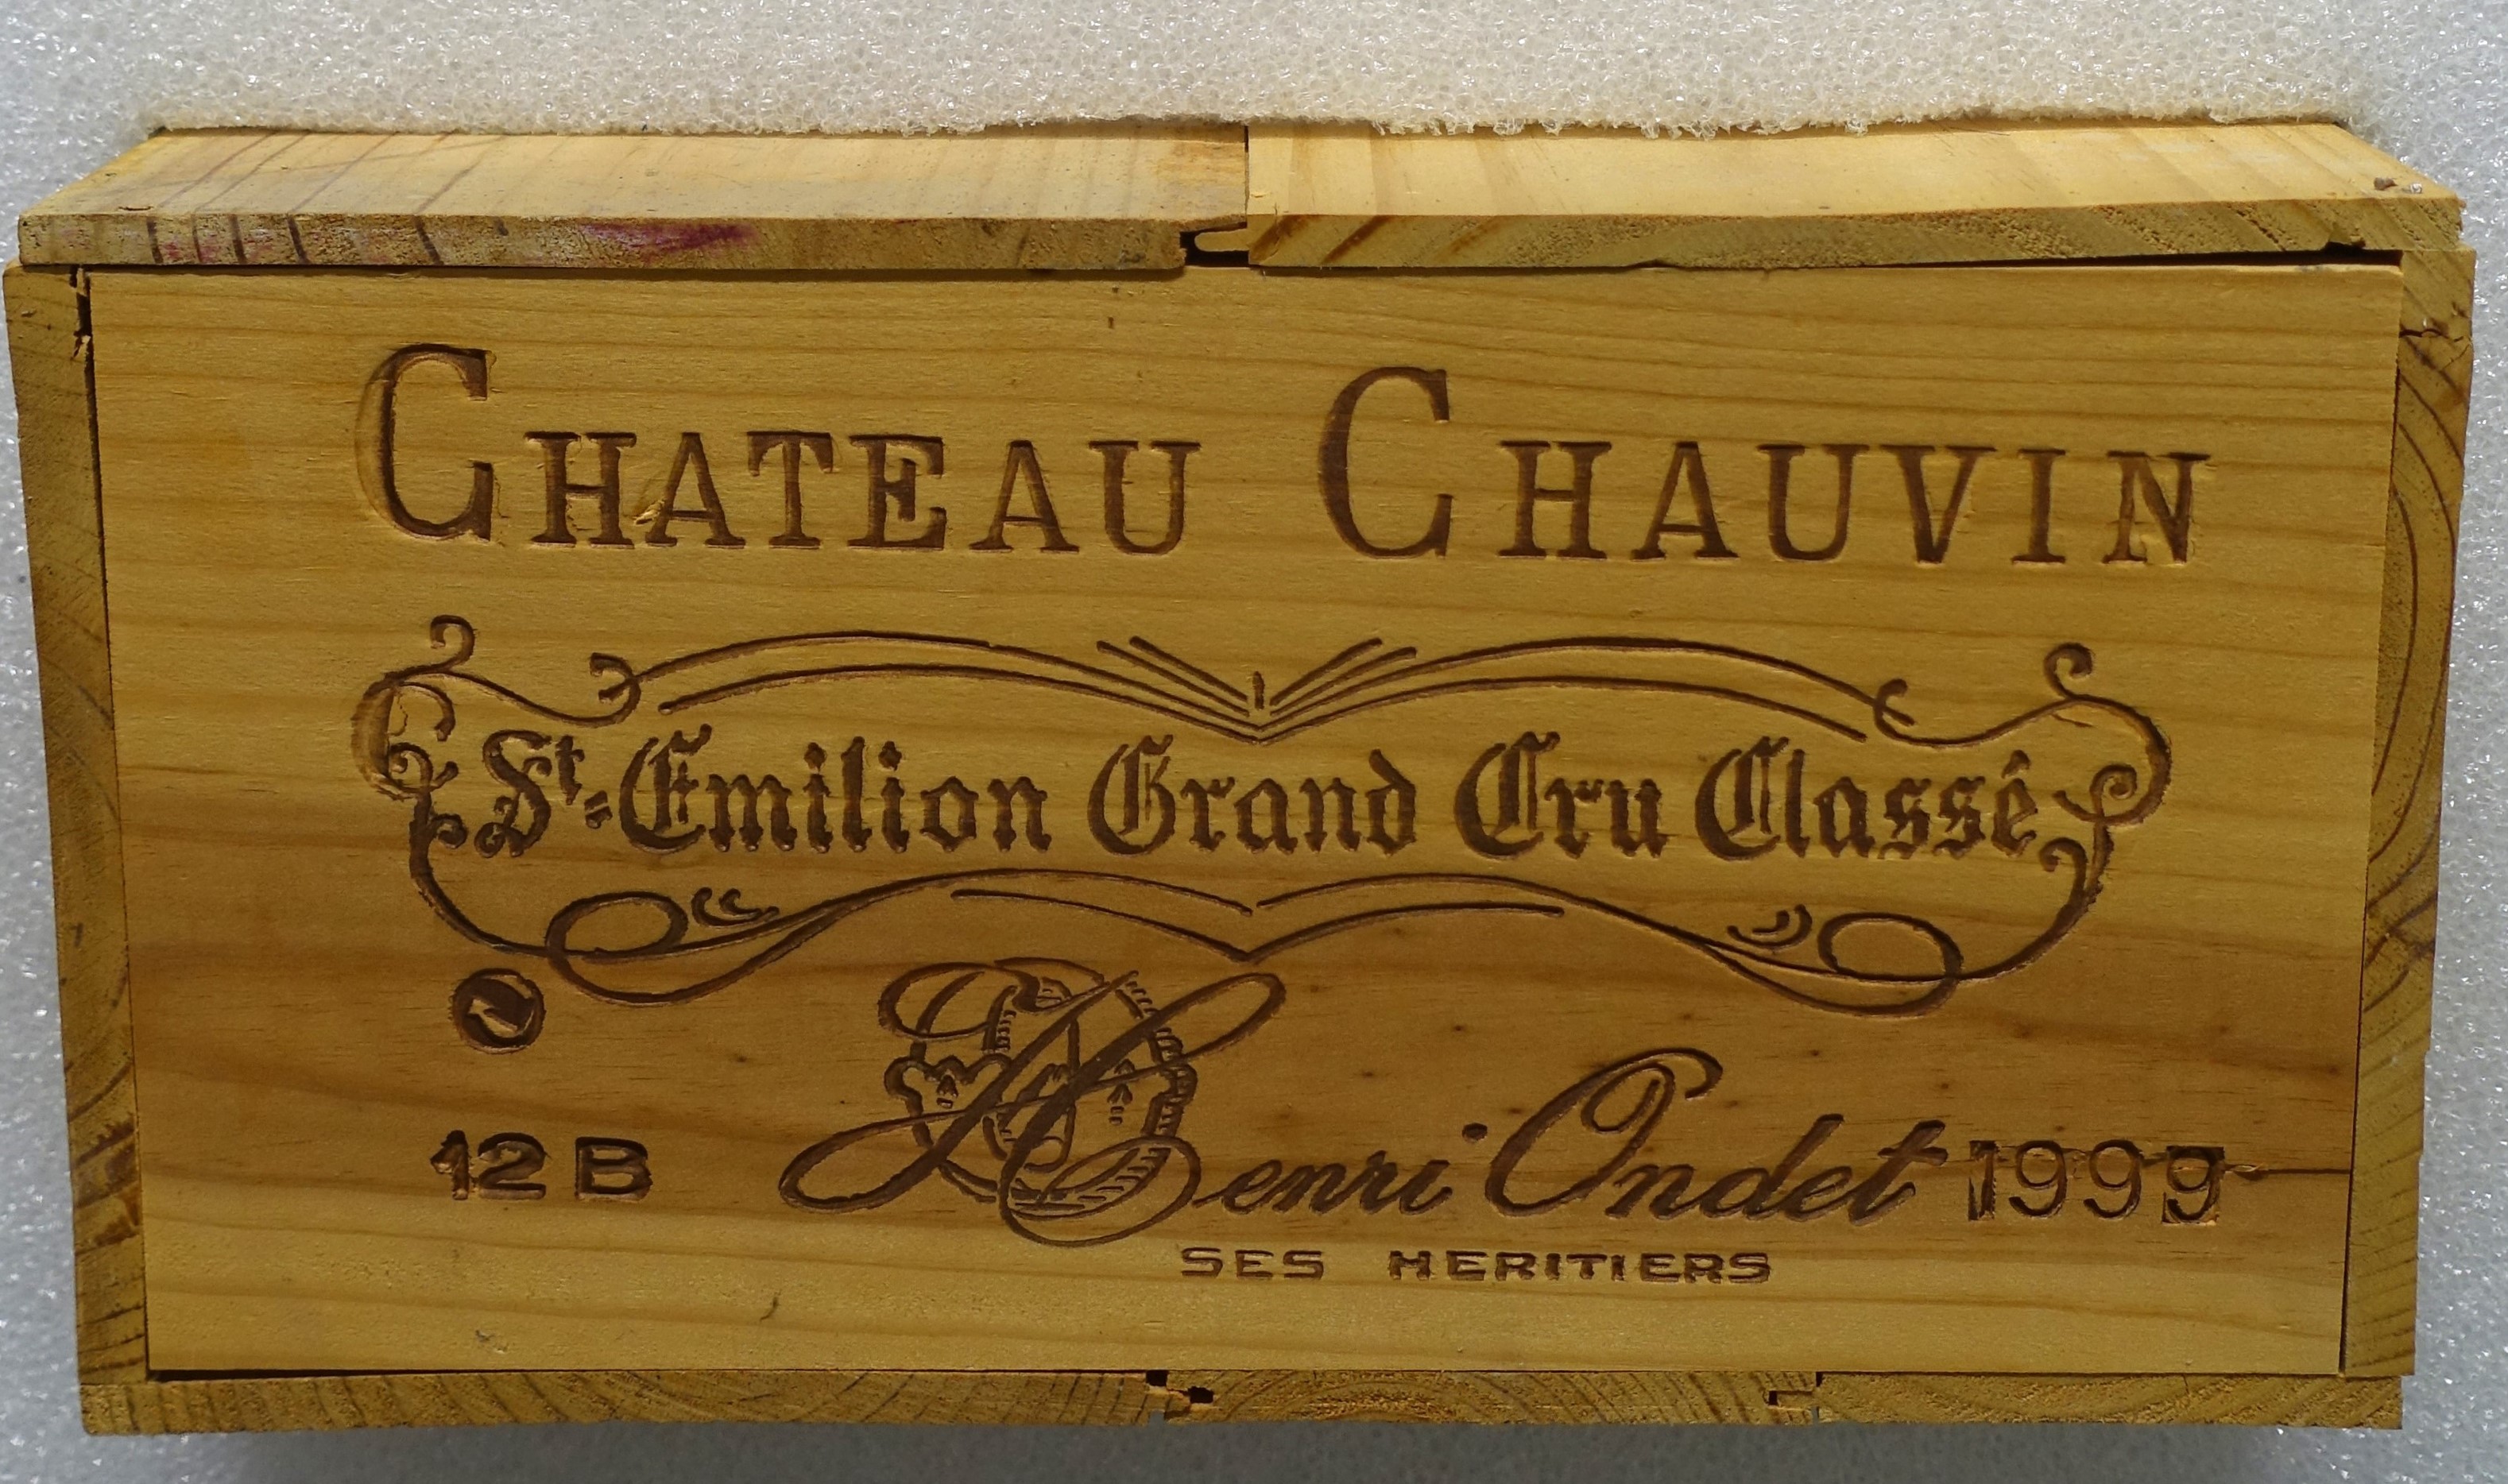 CHATEAU CHAUVIN
St-Emilion Grand Cru Classé
12 B Henri Ondet 1999
SES HERITIERS